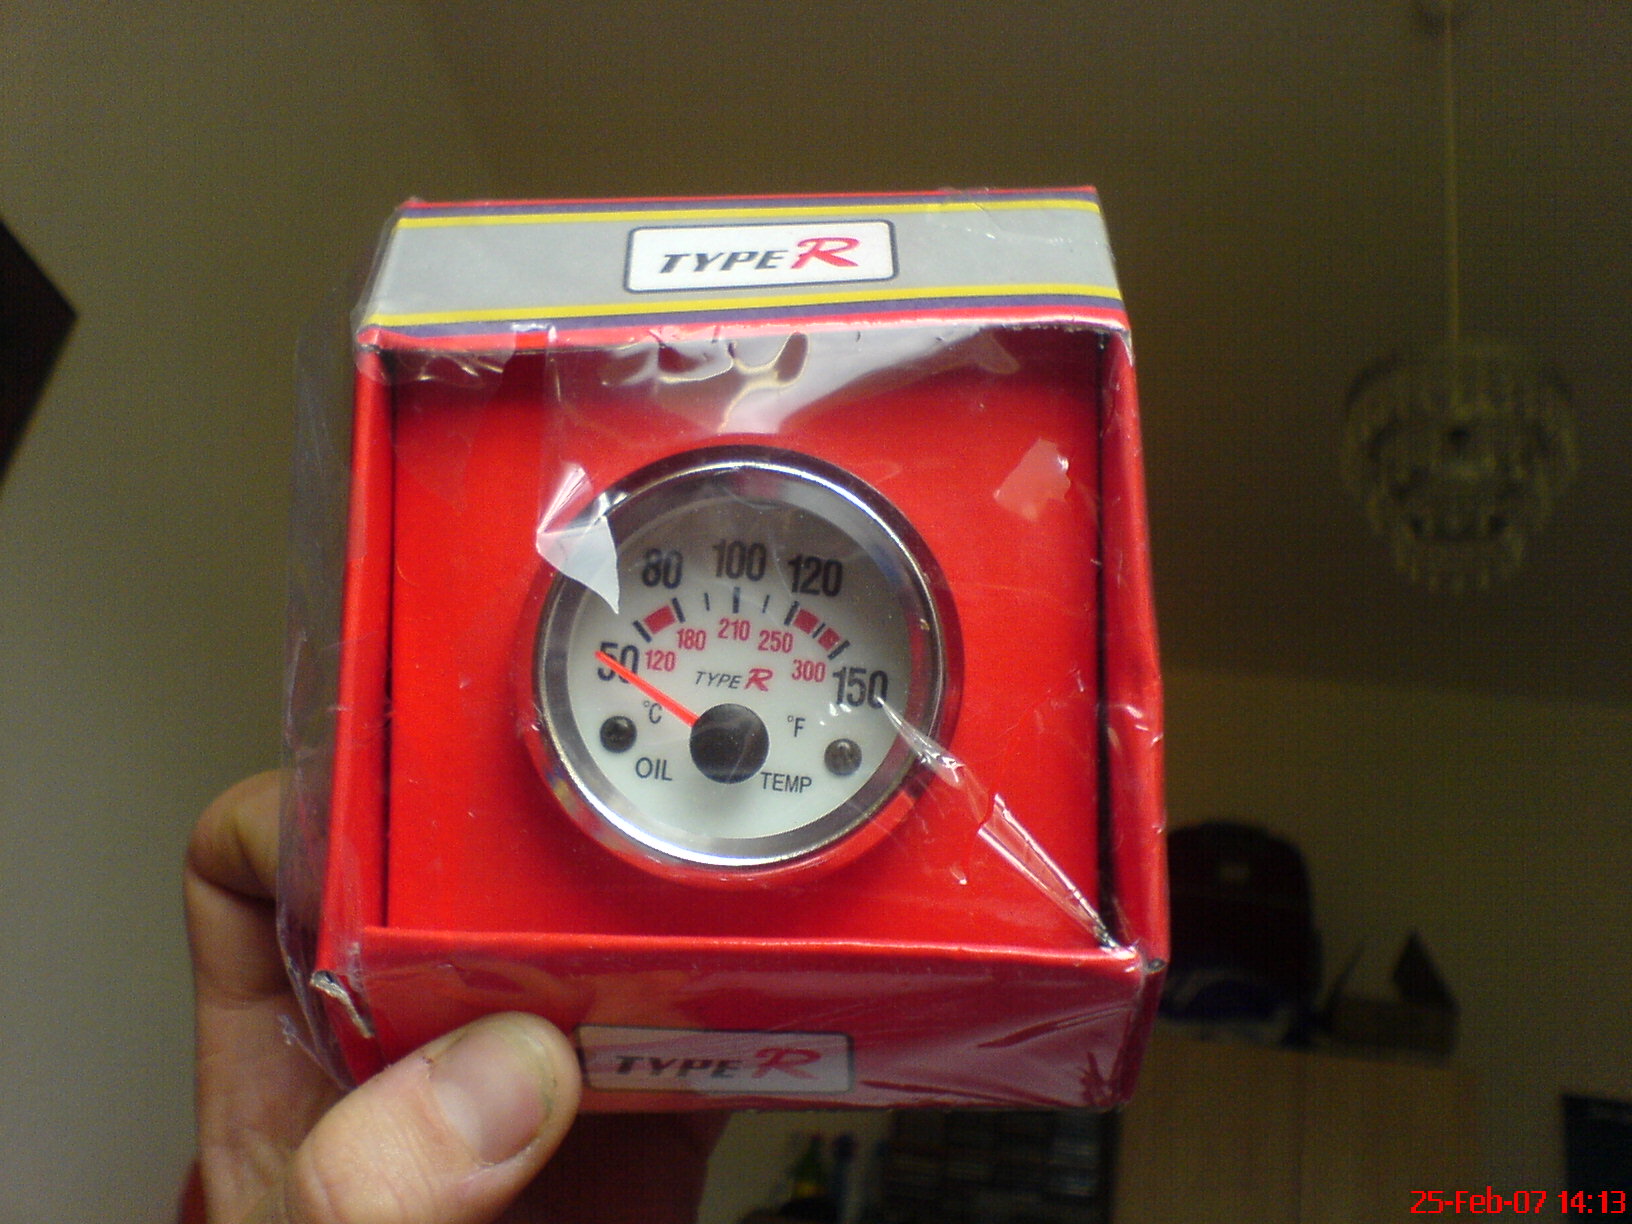 TYPE R
80 100 120
50 150
120 180 210 250 300
TYPE R
°C °F
OIL TEMP
TYPE R
25-Feb-07 14:13